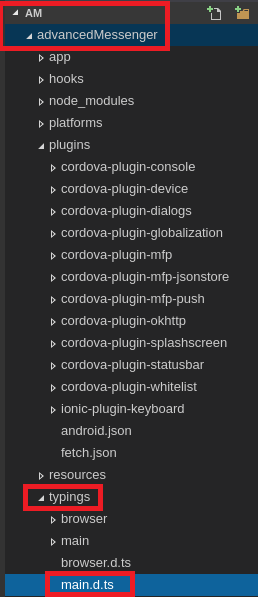 AM
advancedMessenger
app
hooks
node_modules
platforms
plugins
cordova-plugin-console
cordova-plugin-device
cordova-plugin-dialogs
cordova-plugin-globalization
cordova-plugin-mfp
cordova-plugin-mfp-jsonstore
cordova-plugin-mfp-push
cordova-plugin-okhttp
cordova-plugin-splashscreen
cordova-plugin-statusbar
cordova-plugin-whitelist
ionic-plugin-keyboard
android.json
fetch.json
resources
typings
browser
main
browser.d.ts
main.d.ts